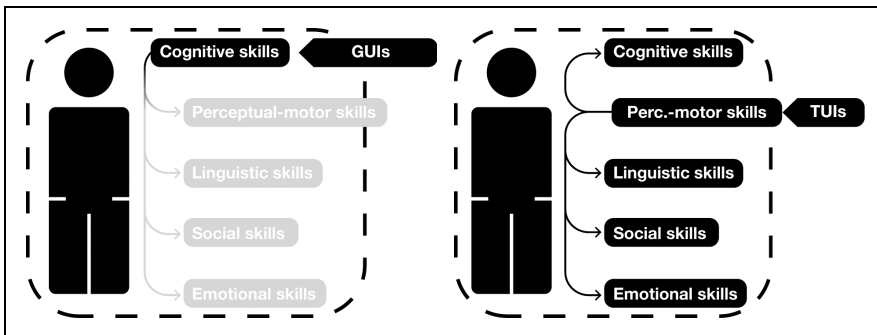 Cognitive skills
GUIs
Perceptual-motor skills
Linguistic skills
Social skills
Emotional skills
Cognitive skills
Perc.-motor skills
TUIs
Linguistic skills
Social skills
Emotional skills